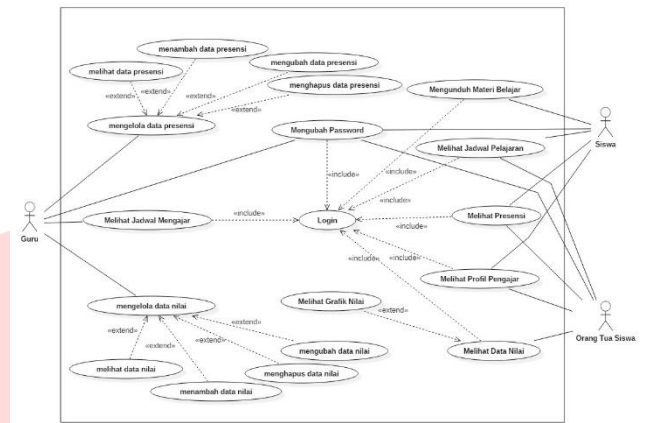 menambah data presensi
melihat data presensi
mengubah data presensi
menghapus data presensi
«extend»
«extend»
«extend»
«extend»
mengelola data presensi
Mengunduh Materi Belajar
Mengubah Password
Melihat Jadwal Pelajaran
Siswa
«include»
«include»
«include»
Guru
Melihat Jadwal Mengajar
«include»
Login
«include»
Melihat Presensi
«include»
«include»
Melihat Profil Pengajar
mengelola data nilai
Melihat Grafik Nilai
«extend»
Orang Tua Siswa
«extend»
«extend»
«extend»
«extend»
mengubah data nilai
Melihat Data Nilai
melihat data nilai
menghapus data nilai
menambah data nilai